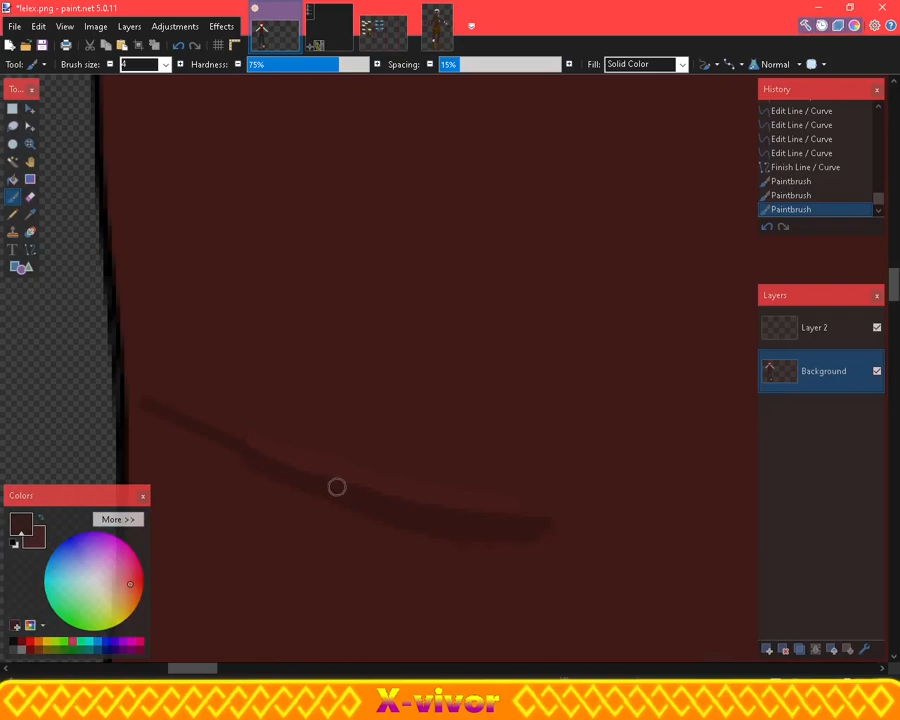 *lelex.png - paint.net 5.0.11
File Edit View Image Layers Adjustments Effects
Tool: Brush size: 4 Hardness: 75% Spacing: 15% Fill: Solid Color Normal
To...
History
Edit Line / Curve
Edit Line / Curve
Edit Line / Curve
Edit Line / Curve
Finish Line / Curve
Paintbrush
Paintbrush
Paintbrush
Layers
Layer 2
Background
Colors
More >>
X-vivor